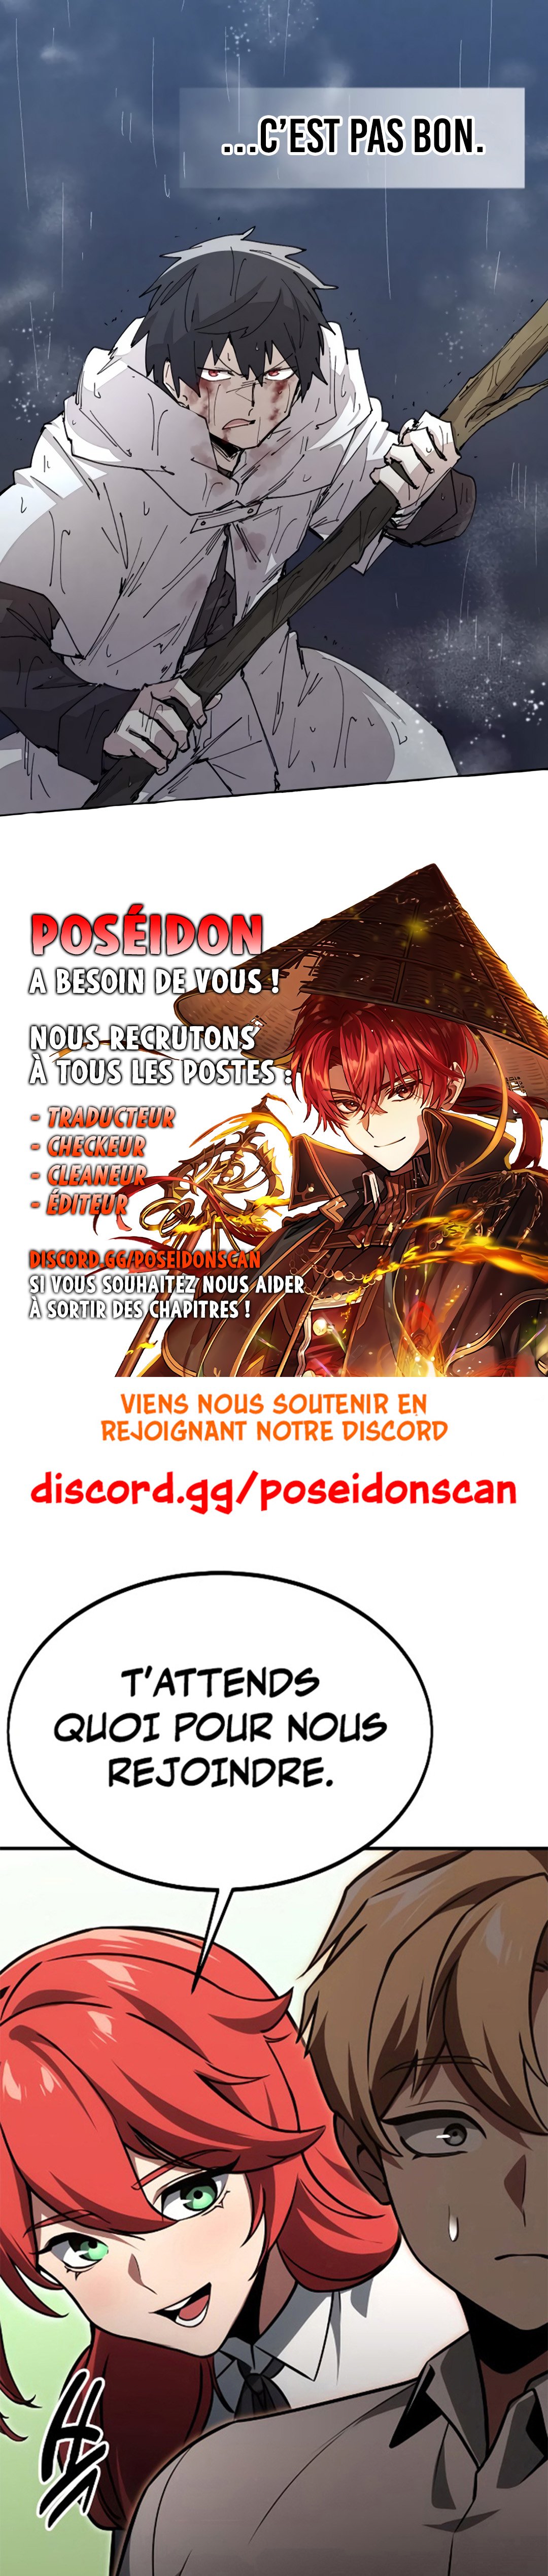 ...C'EST PAS BON.
POSÉIDON
A BESOIN DE VOUS !
NOUS RECRUTONS
À TOUS LES POSTES :
- TRADUCTEUR
- CHECKEUR
- CLEANEUR
- ÉDITEUR
DISCORD.GG/POSEIDONSCAN
SI VOUS SOUHAITEZ NOUS AIDER
À SORTIR DES CHAPITRES !
VIENS NOUS SOUTENIR EN
REJOIGNANT NOTRE DISCORD
discord.gg/poseidonscan
T'ATTENDS
QUOI POUR NOUS
REJOINDRE.